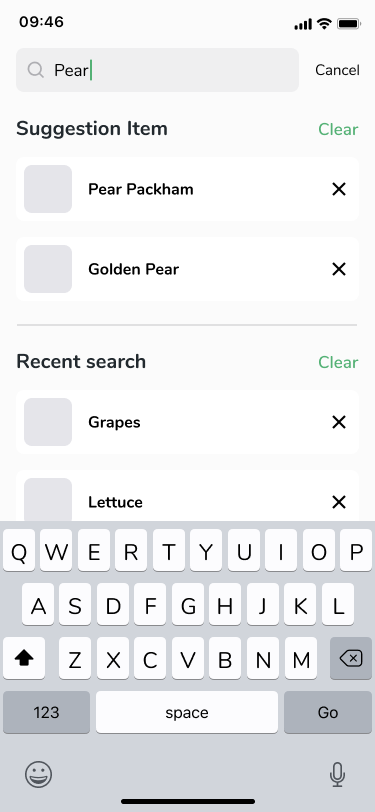 09:46
Pear
Cancel
Suggestion Item
Clear
Pear Packham
Golden Pear
Recent search
Clear
Grapes
Lettuce
Q W E R T Y U I O P
A S D F G H J K L
Z X C V B N M
123 space Go